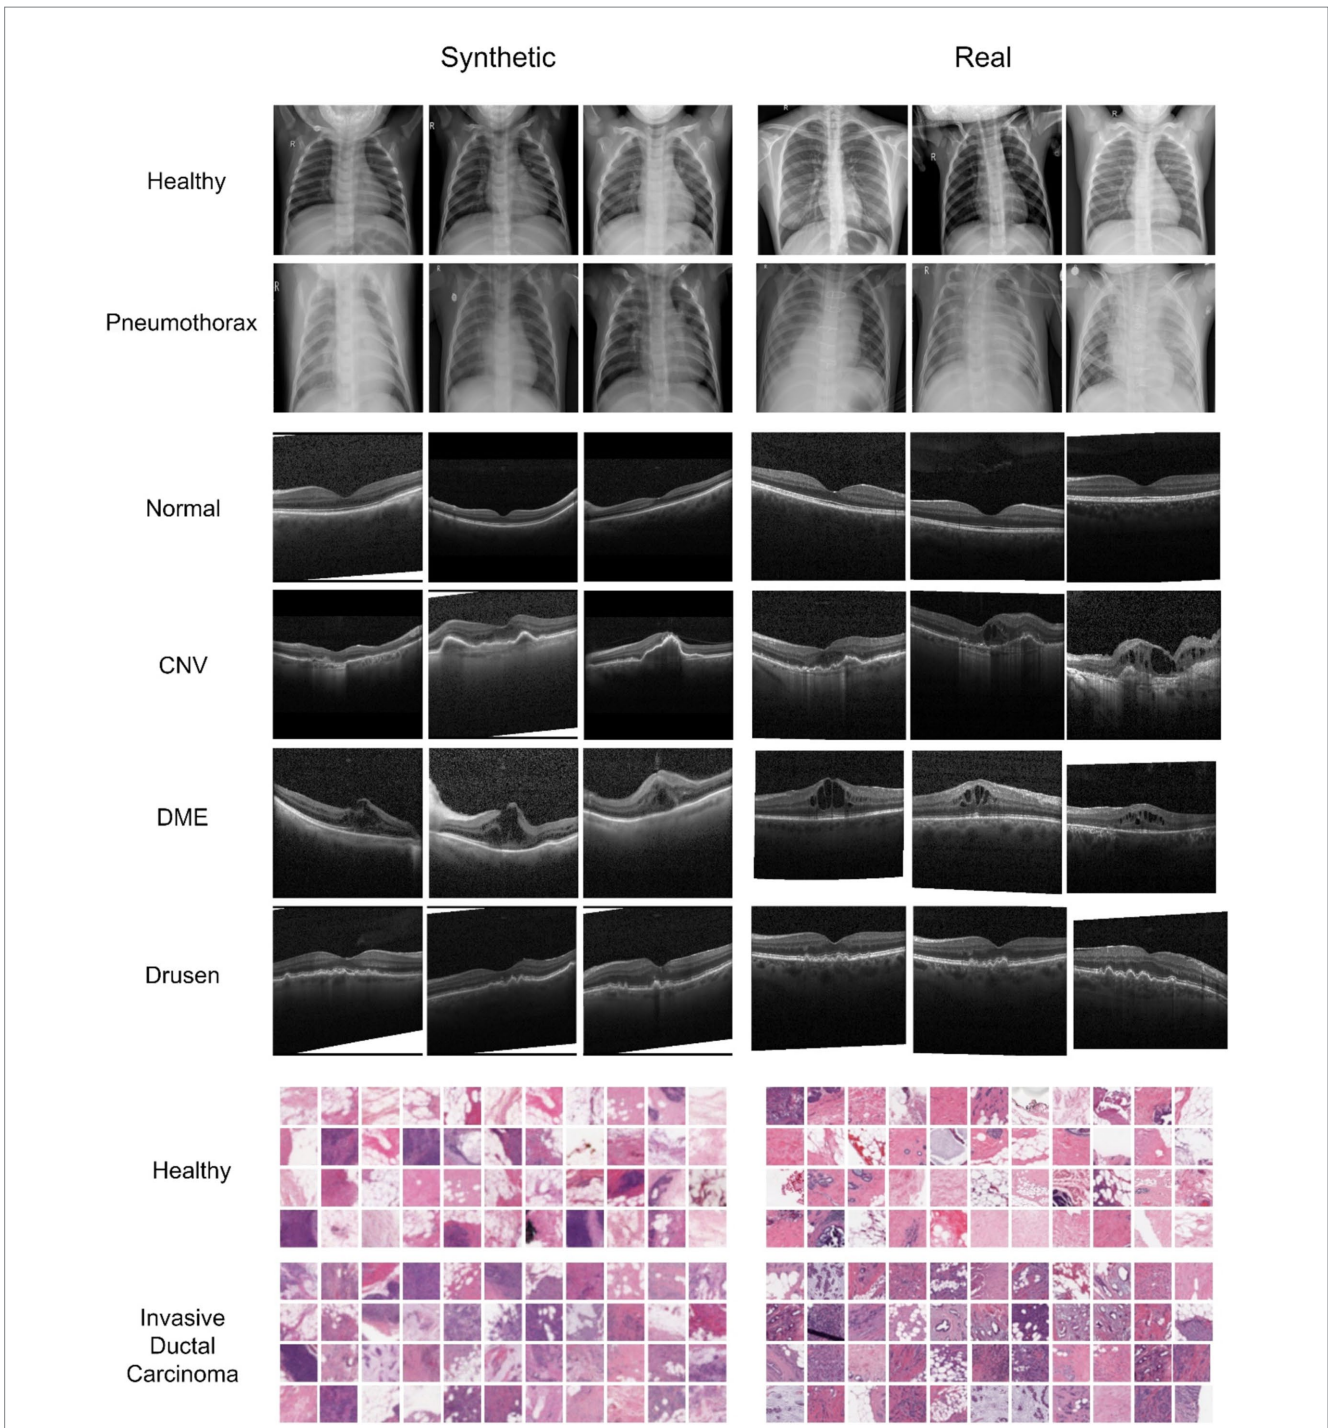 Synthetic Real
Healthy
Pneumothorax
Normal
CNV
DME
Drusen
Healthy
Invasive
Ductal
Carcinoma